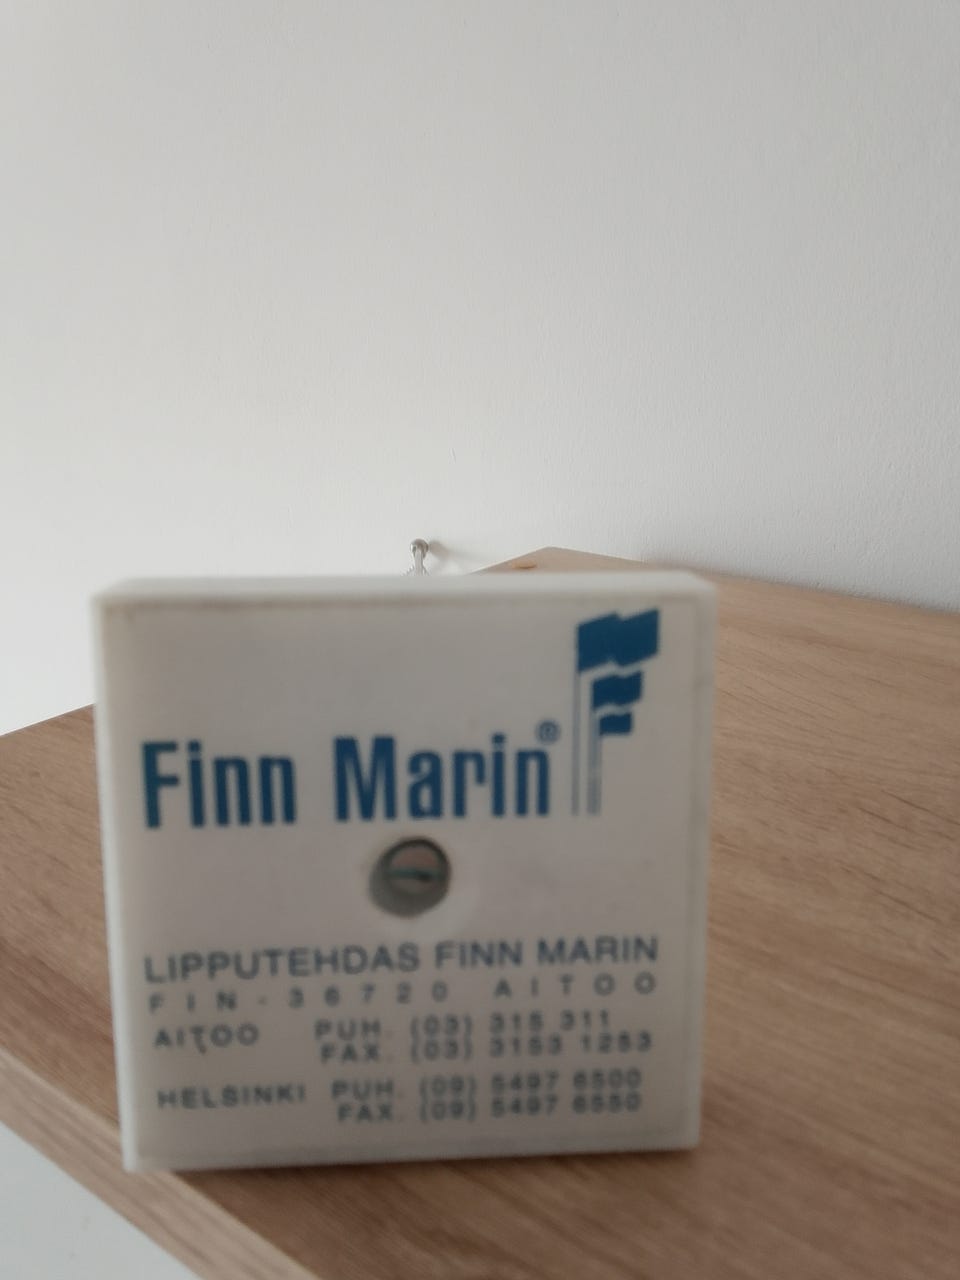 Finn Marin®
LIPPUTEHDAS FINN MARIN
FIN-36720 AITOO
AITOO PUH. (03) 315 311
FAX. (03) 3153 1253
HELSINKI PUH. (09) 5497 6500
FAX. (09) 5497 6550